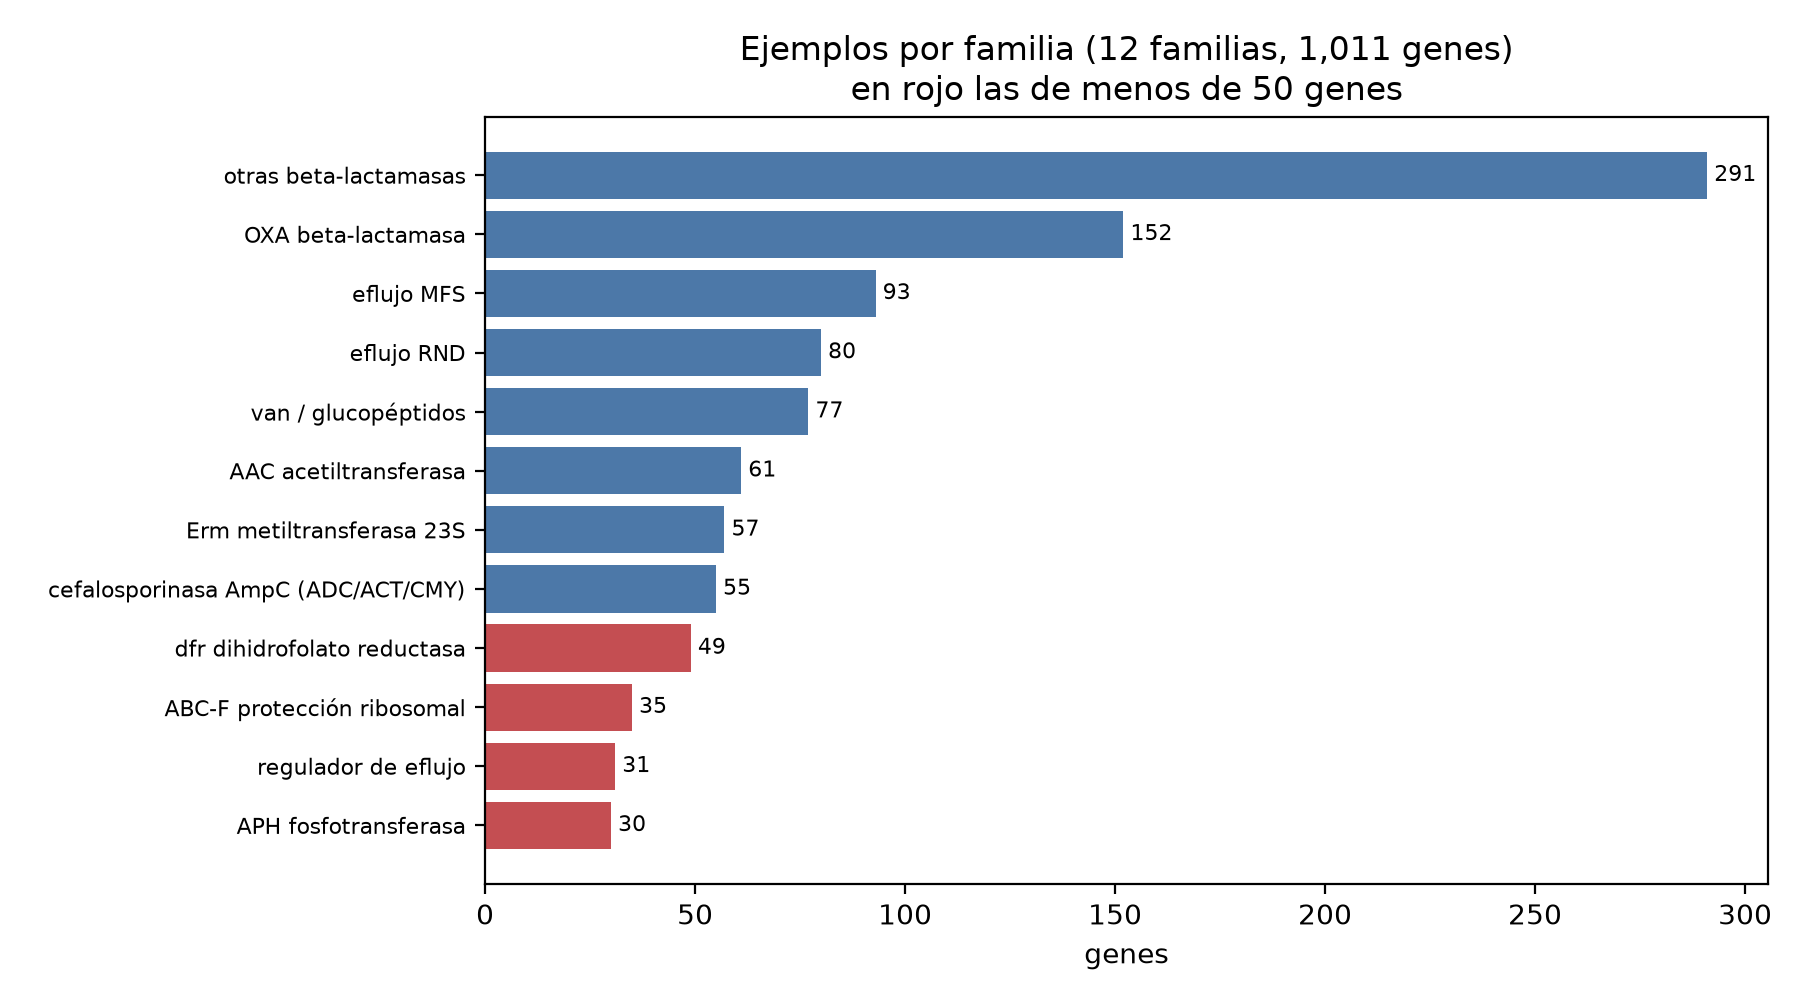 Ejemplos por familia (12 familias, 1,011 genes)
en rojo las de menos de 50 genes
otras beta-lactamasas 291
OXA beta-lactamasa 152
eflujo MFS 93
eflujo RND 80
van / glucopéptidos 77
AAC acetiltransferasa 61
Erm metiltransferasa 23S 57
cefalosporinasa AmpC (ADC/ACT/CMY) 55
dfr dihidrofolato reductasa 49
ABC-F protección ribosomal 35
regulador de eflujo 31
APH fosfotransferasa 30
0 50 100 150 200 250 300
genes